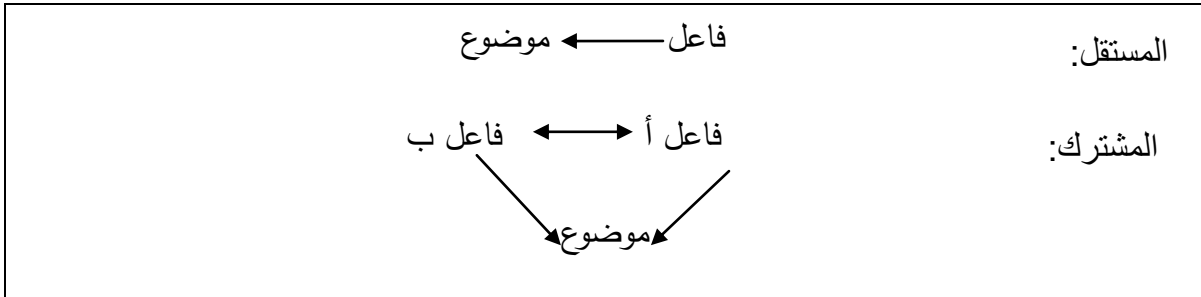 المستقل: فاعل موضوع
المشترك: فاعل أ فاعل ب
موضوع